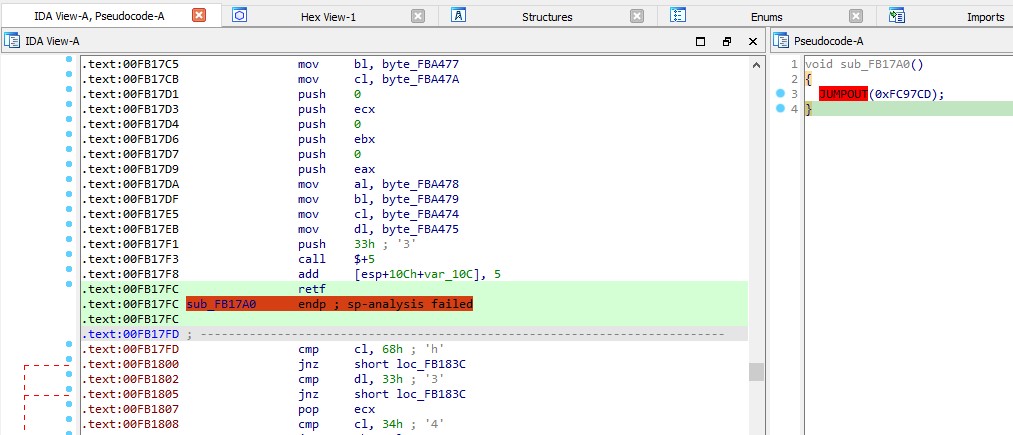 IDA View-A, Pseudocode-A Hex View-1 Structures Enums Imports
IDA View-A Pseudocode-A
.text:00FB17C5 mov bl, byte_FBA477
.text:00FB17CB mov cl, byte_FBA47A
.text:00FB17D1 push 0
.text:00FB17D3 push ecx
.text:00FB17D4 push 0
.text:00FB17D6 push ebx
.text:00FB17D7 push 0
.text:00FB17D9 push eax
.text:00FB17DA mov al, byte_FBA478
.text:00FB17DF mov bl, byte_FBA479
.text:00FB17E5 mov cl, byte_FBA474
.text:00FB17EB mov dl, byte_FBA475
.text:00FB17F1 push 33h ; '3'
.text:00FB17F3 call $+5
.text:00FB17F8 add [esp+10Ch+var_10C], 5
.text:00FB17FC retf
.text:00FB17FC sub_FB17A0 endp ; sp-analysis failed
.text:00FB17FC
.text:00FB17FD ; ---------------------------------------------------------------------------
.text:00FB17FD cmp cl, 68h ; 'h'
.text:00FB1800 jnz short loc_FB183C
.text:00FB1802 cmp dl, 33h ; '3'
.text:00FB1805 jnz short loc_FB183C
.text:00FB1807 pop ecx
.text:00FB1808 cmp cl, 34h ; '4'
1 void sub_FB17A0()
2 {
3 JUMPOUT(0xFC97CD);
4 }